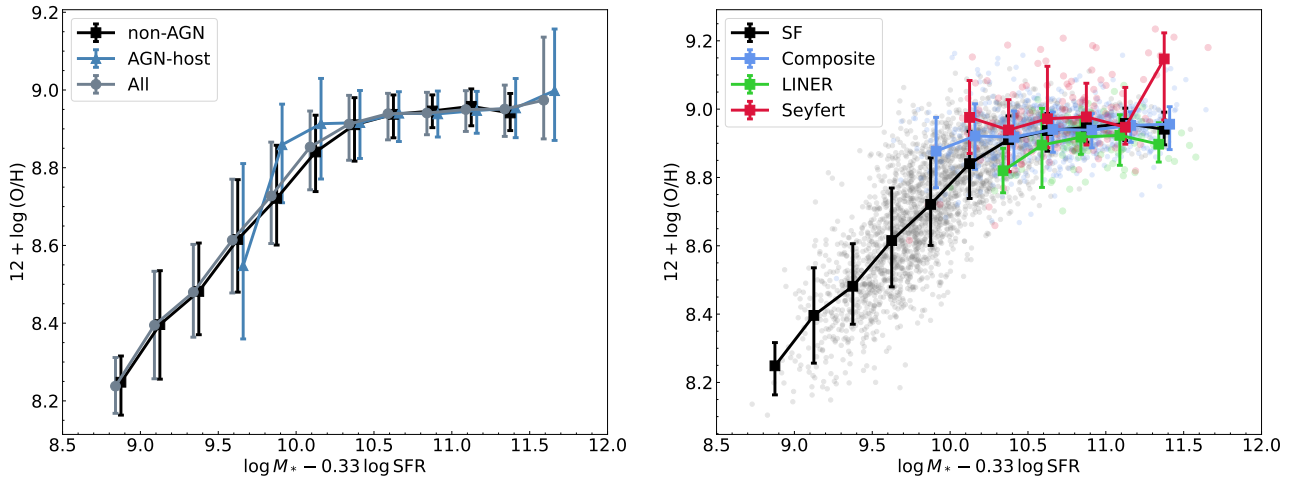 9.2
9.0
8.8
8.6
8.4
8.2
12 + log (O/H)
non-AGN
AGN-host
All
8.5 9.0 9.5 10.0 10.5 11.0 11.5 12.0
log M* − 0.33 log SFR
9.2
9.0
8.8
8.6
8.4
8.2
12 + log (O/H)
SF
Composite
LINER
Seyfert
8.5 9.0 9.5 10.0 10.5 11.0 11.5 12.0
log M* − 0.33 log SFR